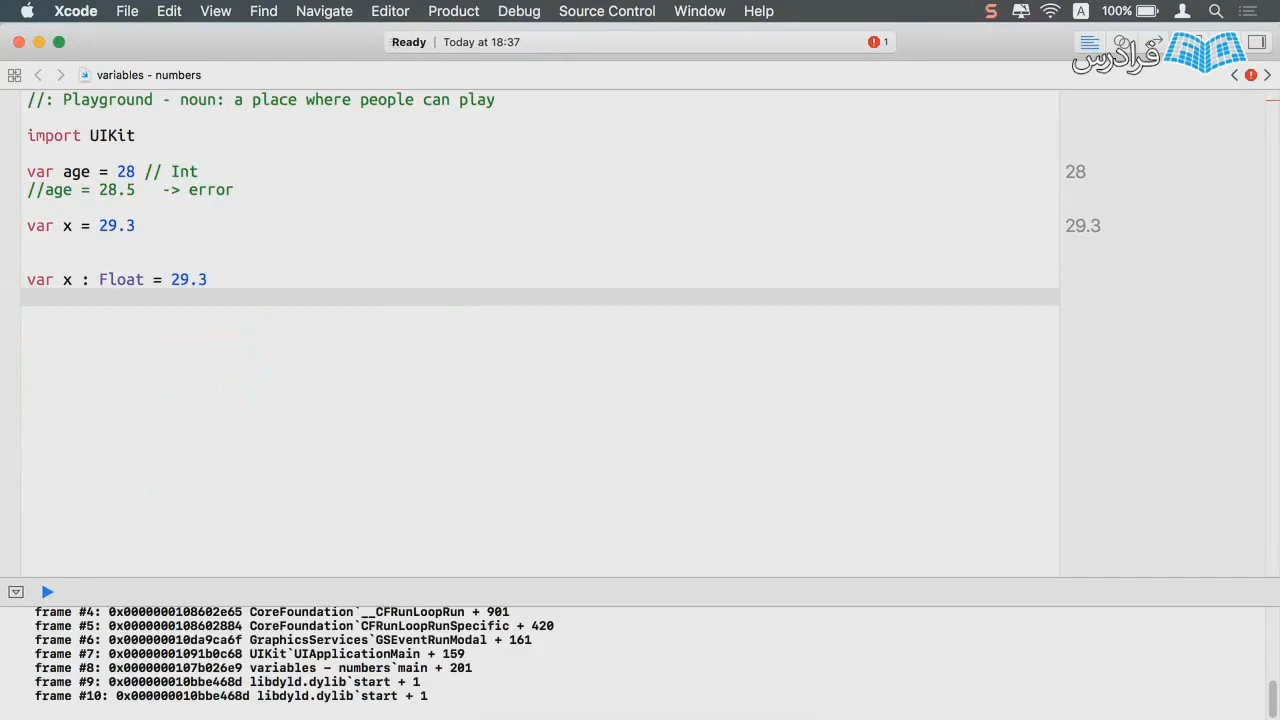 Xcode File Edit View Find Navigate Editor Product Debug Source Control Window Help S A 100%
Ready | Today at 18:37 1
فرادرس
variables - numbers
//: Playground - noun: a place where people can play
import UIKit
var age = 28 // Int 28
//age = 28.5 -> error
var x = 29.3 29.3
var x : Float = 29.3
frame #4: 0x0000000108602e65 CoreFoundation`__CFRunLoopRun + 901
frame #5: 0x0000000108602884 CoreFoundation`CFRunLoopRunSpecific + 420
frame #6: 0x000000010da9ca6f GraphicsServices`GSEventRunModal + 161
frame #7: 0x00000001091b0c68 UIKit`UIApplicationMain + 159
frame #8: 0x0000000107b026e9 variables - numbers`main + 201
frame #9: 0x000000010bbe468d libdyld.dylib`start + 1
frame #10: 0x000000010bbe468d libdyld.dylib`start + 1